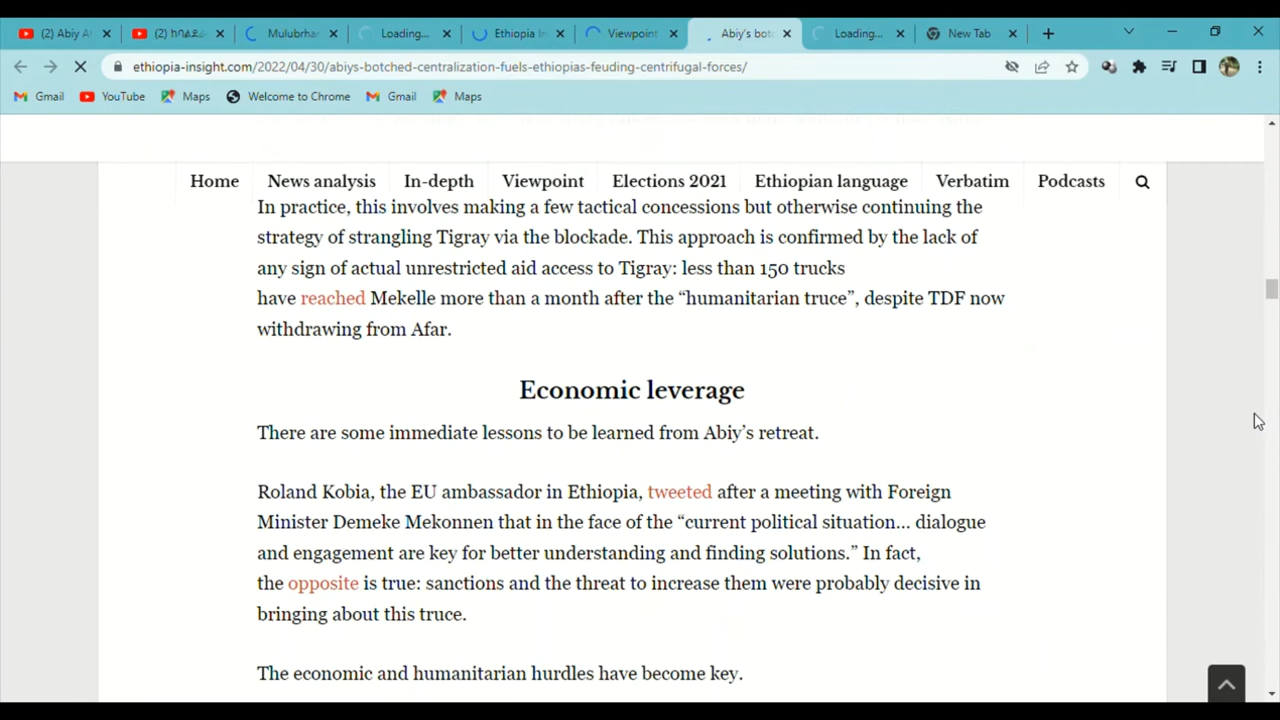 (2) Abiy A
(2) ከባለደራ
Mulubrha
Loading...
Ethiopia I
Viewpoint
Abiy's bot
Loading...
New Tab
ethiopia-insight.com/2022/04/30/abiys-botched-centralization-fuels-ethiopias-feuding-centrifugal-forces/
Gmail
YouTube
Maps
Welcome to Chrome
Gmail
Maps
Home
News analysis
In-depth
Viewpoint
Elections 2021
Ethiopian language
Verbatim
Podcasts
In practice, this involves making a few tactical concessions but otherwise continuing the
strategy of strangling Tigray via the blockade. This approach is confirmed by the lack of
any sign of actual unrestricted aid access to Tigray: less than 150 trucks
have reached Mekelle more than a month after the “humanitarian truce”, despite TDF now
withdrawing from Afar.
Economic leverage
There are some immediate lessons to be learned from Abiy’s retreat.
Roland Kobia, the EU ambassador in Ethiopia, tweeted after a meeting with Foreign
Minister Demeke Mekonnen that in the face of the “current political situation… dialogue
and engagement are key for better understanding and finding solutions.” In fact,
the opposite is true: sanctions and the threat to increase them were probably decisive in
bringing about this truce.
The economic and humanitarian hurdles have become key.